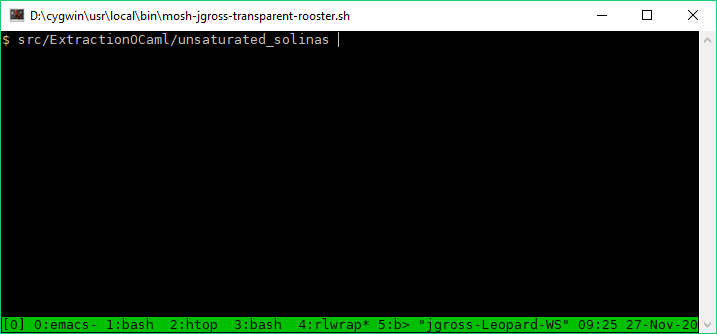 D:\cygwin\usr\local\bin\mosh-jgross-transparent-rooster.sh
$ src/ExtractionOCaml/unsaturated_solinas
[0] 0:emacs- 1:bash  2:htop  3:bash  4:rlwrap* 5:b> "jgross-Leopard-WS" 09:25 27-Nov-20